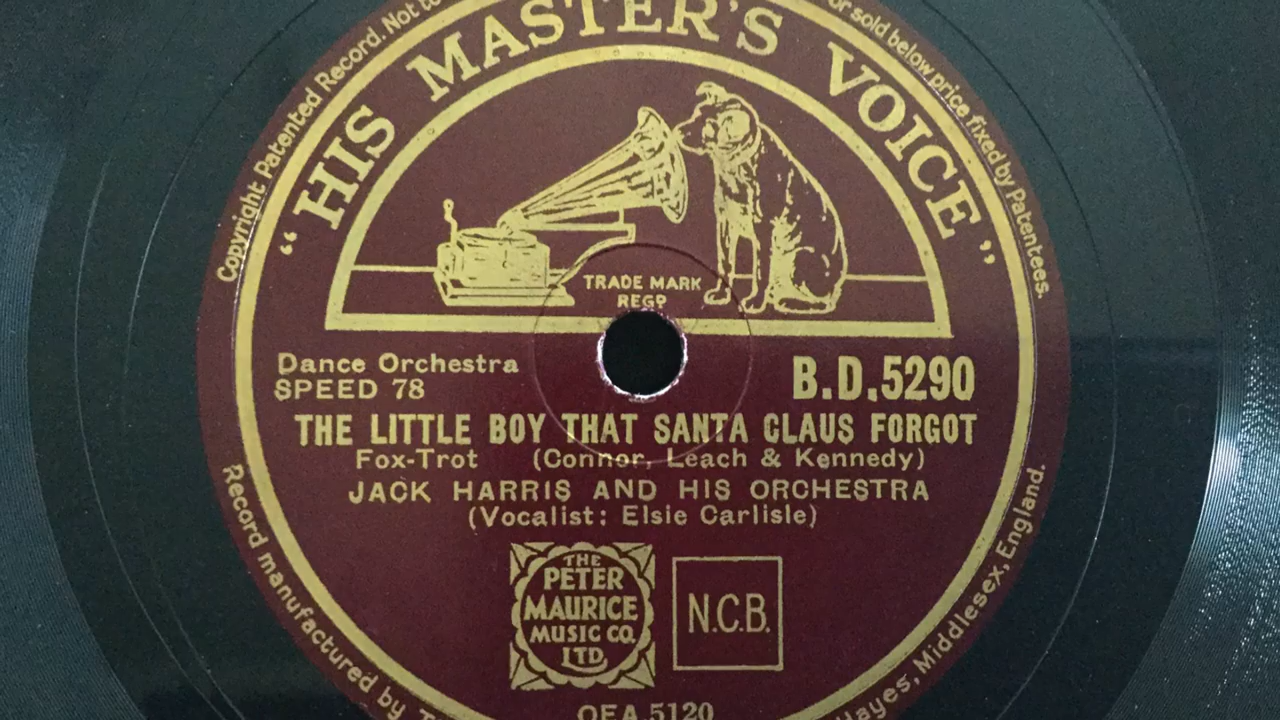 Copyright Patented Record. Not to
or sold below price fixed by Patentees.
"HIS MASTER'S VOICE"
TRADE MARK
REGD
Dance Orchestra
SPEED 78
B.D.5290
THE LITTLE BOY THAT SANTA CLAUS FORGOT
Fox-Trot (Connor, Leach & Kennedy)
JACK HARRIS AND HIS ORCHESTRA
(Vocalist: Elsie Carlisle)
THE
PETER
MAURICE
MUSIC CO.
LTD.
N.C.B.
OEA.5120
Record manufactured by
Hayes, Middlesex, England.